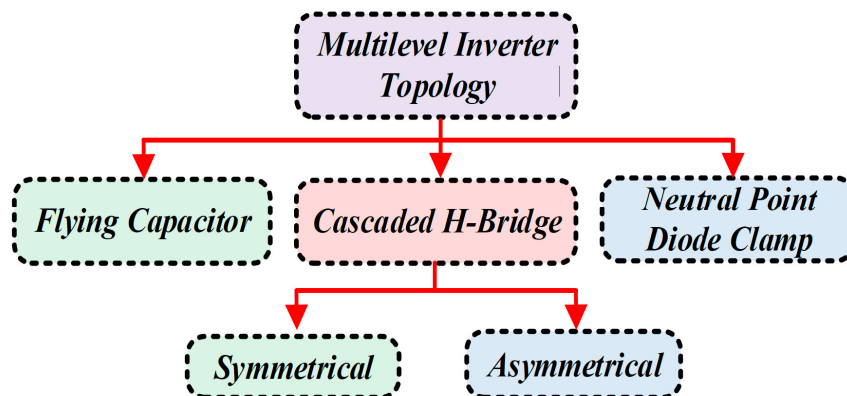 Multilevel Inverter
Topology
Flying Capacitor
Cascaded H-Bridge
Neutral Point
Diode Clamp
Symmetrical
Asymmetrical